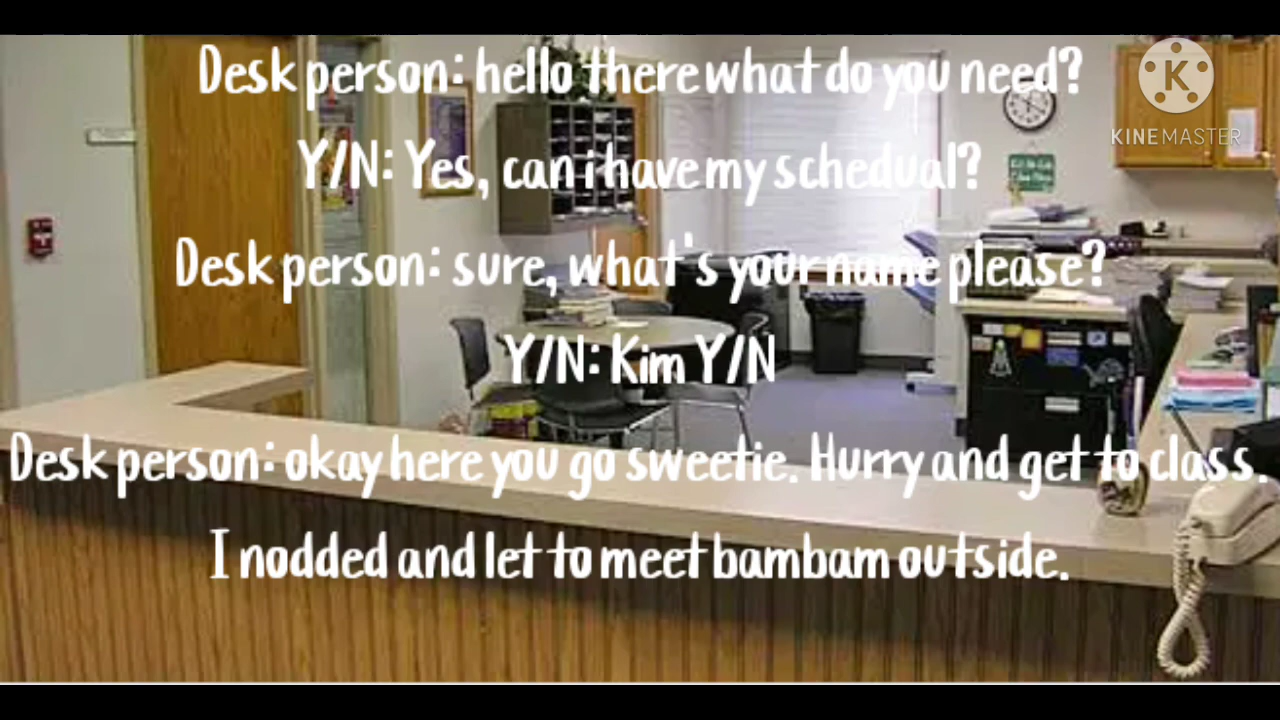 Desk person: hello there what do you need?
KINEMASTER
Y/N: Yes, can i have my schedual?
Desk person: sure, what's your name please?
Y/N: Kim Y/N
Desk person: okay here you go sweetie. Hurry and get to class.
I nodded and let to meet bambam outside.